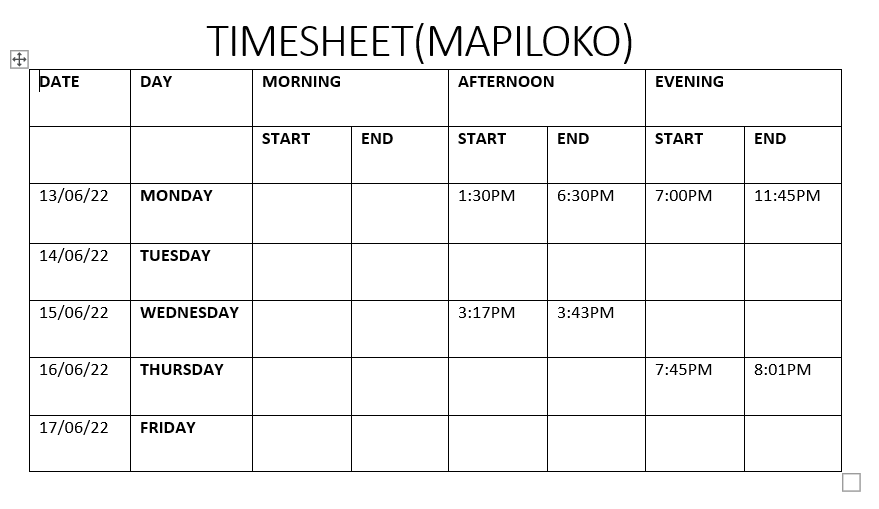 TIMESHEET(MAPILOKO)
DATE DAY MORNING AFTERNOON EVENING
START END START END START END
13/06/22 MONDAY 1:30PM 6:30PM 7:00PM 11:45PM
14/06/22 TUESDAY
15/06/22 WEDNESDAY 3:17PM 3:43PM
16/06/22 THURSDAY 7:45PM 8:01PM
17/06/22 FRIDAY